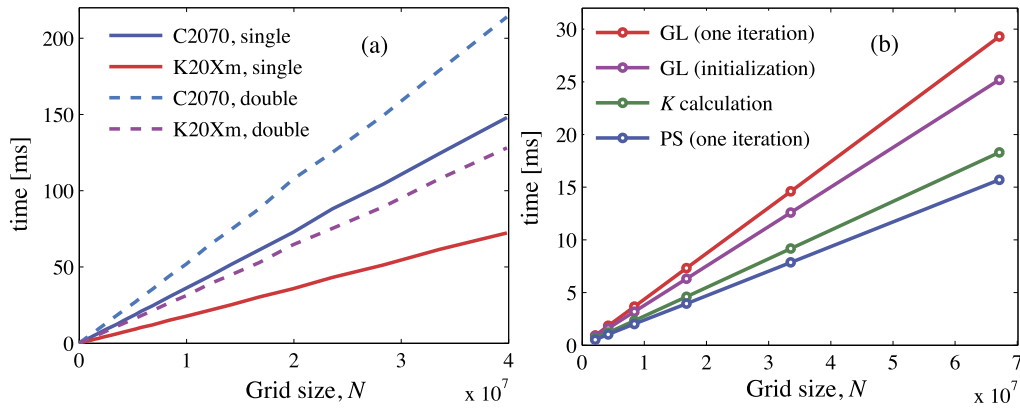 (a)
C2070, single
K20Xm, single
C2070, double
K20Xm, double
time [ms]
200
150
100
50
0
0
1
2
3
4
Grid size, N
x 10^7
(b)
GL (one iteration)
GL (initialization)
K calculation
PS (one iteration)
time [ms]
30
25
20
15
10
5
0
0
1
2
3
4
5
6
7
Grid size, N
x 10^7